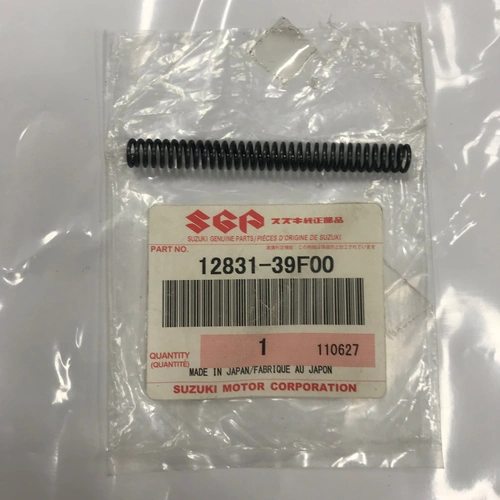 SGP スズキ純正部品
SUZUKI GENUINE PARTS/PIÈCES D'ORIGINE DE SUZUKI
PART NO.
12831-39F00
QUANTITY
(QUANTITÉ)
1
110627
MADE IN JAPAN/FABRIQUE AU JAPON
SUZUKI MOTOR CORPORATION